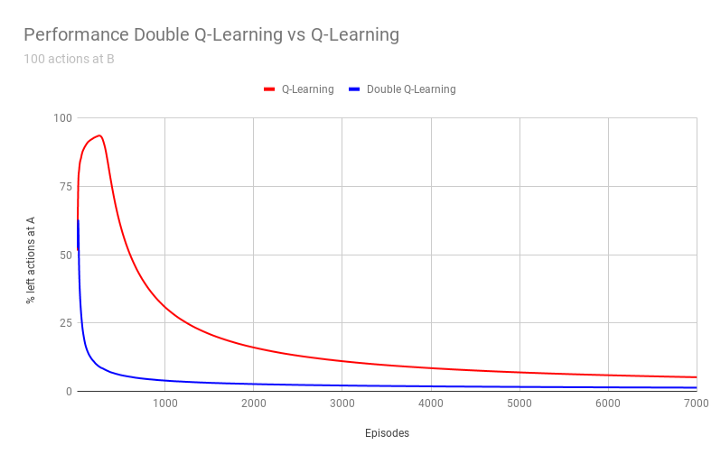 Performance Double Q-Learning vs Q-Learning
100 actions at B
Q-Learning Double Q-Learning
100
75
50
25
0
% left actions at A
1000 2000 3000 4000 5000 6000 7000
Episodes